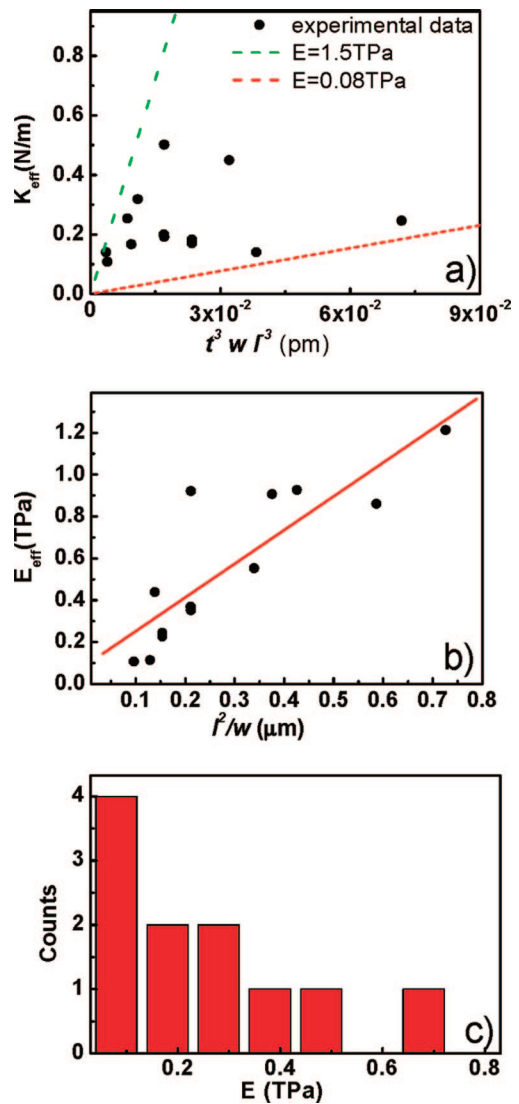 experimental data
E=1.5TPa
E=0.08TPa
K_eff(N/m)
0.8
0.6
0.4
0.2
0.0
a)
0 3x10⁻² 6x10⁻² 9x10⁻²
t³ w l⁻³ (pm)
E_eff(TPa)
1.2
1.0
0.8
0.6
0.4
0.2
0.0
b)
0.1 0.2 0.3 0.4 0.5 0.6 0.7 0.8
l²/w (μm)
Counts
4
3
2
1
0
c)
0.2 0.4 0.6 0.8
E (TPa)